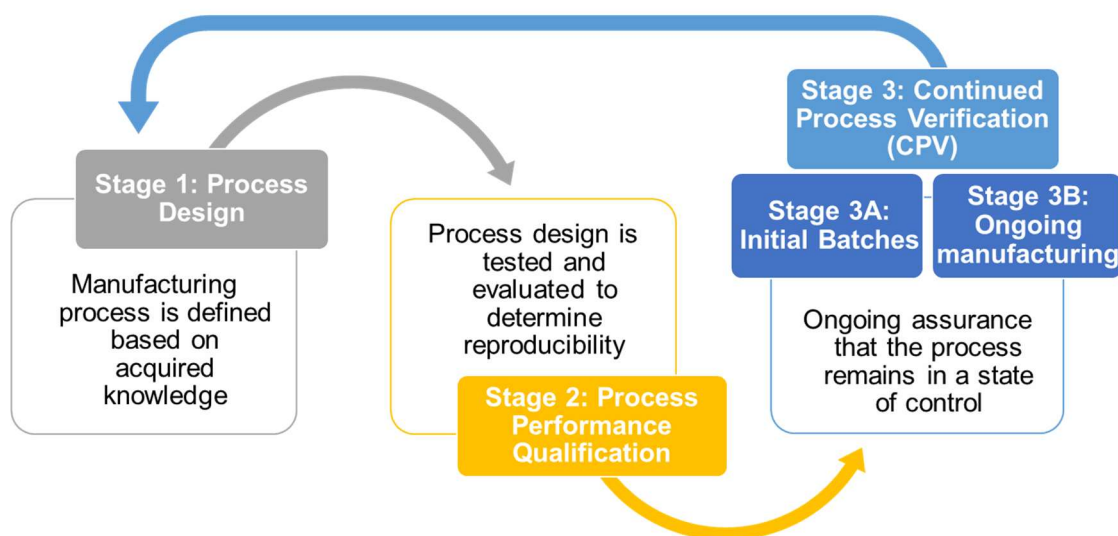 Stage 1: Process
Design
Manufacturing
process is defined
based on
acquired
knowledge
Process design is
tested and
evaluated to
determine
reproducibility
Stage 2: Process
Performance
Qualification
Stage 3: Continued
Process Verification
(CPV)
Stage 3A:
Initial Batches
Stage 3B:
Ongoing
manufacturing
Ongoing assurance
that the process
remains in a state
of control